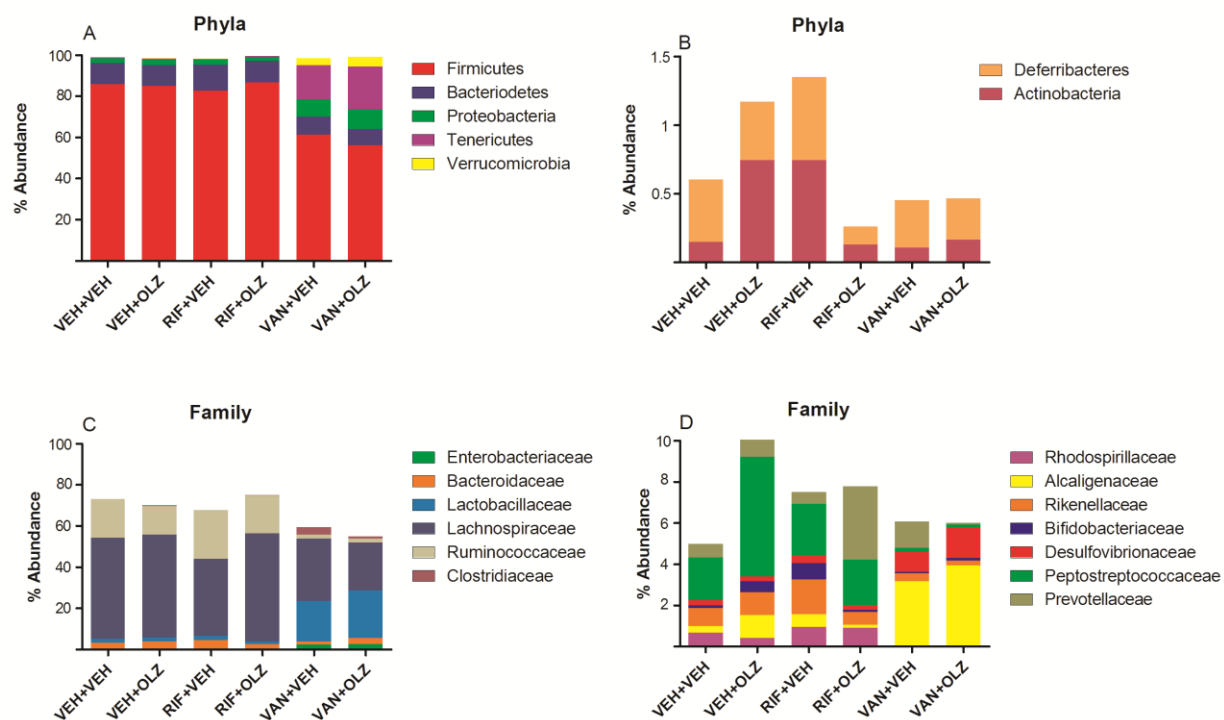 A
Phyla
% Abundance
100
80
60
40
20
VEH+VEH
VEH+OLZ
RIF+VEH
RIF+OLZ
VAN+VEH
VAN+OLZ
Firmicutes
Bacteriodetes
Proteobacteria
Tenericutes
Verrucomicrobia
B
Phyla
% Abundance
1.5
1
0.5
VEH+VEH
VEH+OLZ
RIF+VEH
RIF+OLZ
VAN+VEH
VAN+OLZ
Deferribacteres
Actinobacteria
C
Family
% Abundance
100
80
60
40
20
VEH+VEH
VEH+OLZ
RIF+VEH
RIF+OLZ
VAN+VEH
VAN+OLZ
Enterobacteriaceae
Bacteroidaceae
Lactobacillaceae
Lachnospiraceae
Ruminococcaceae
Clostridiaceae
D
Family
% Abundance
10
8
6
4
2
VEH+VEH
VEH+OLZ
RIF+VEH
RIF+OLZ
VAN+VEH
VAN+OLZ
Rhodospirillaceae
Alcaligenaceae
Rikenellaceae
Bifidobacteriaceae
Desulfovibrionaceae
Peptostreptococcaceae
Prevotellaceae